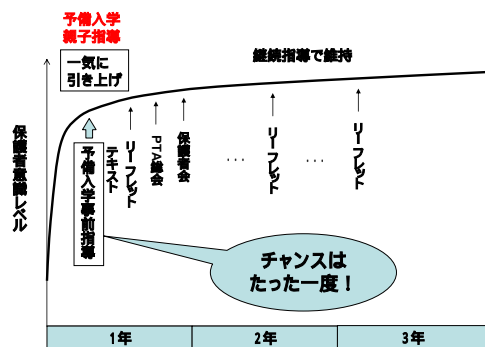 予備入学
親子指導
一気に
引き上げ
継続指導で維持
保護者意識レベル
予備入学事前指導
テキスト
リーフレット
PTA総会
保護者会
...
リーフレット
...
リーフレット
チャンスは
たった一度！
1年
2年
3年